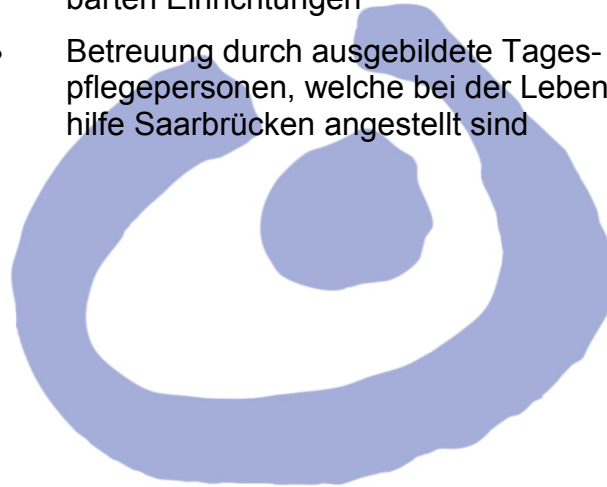 barten Einrichtungen
• Betreuung durch ausgebildete Tages-
pflegepersonen, welche bei der Leben
hilfe Saarbrücken angestellt sind